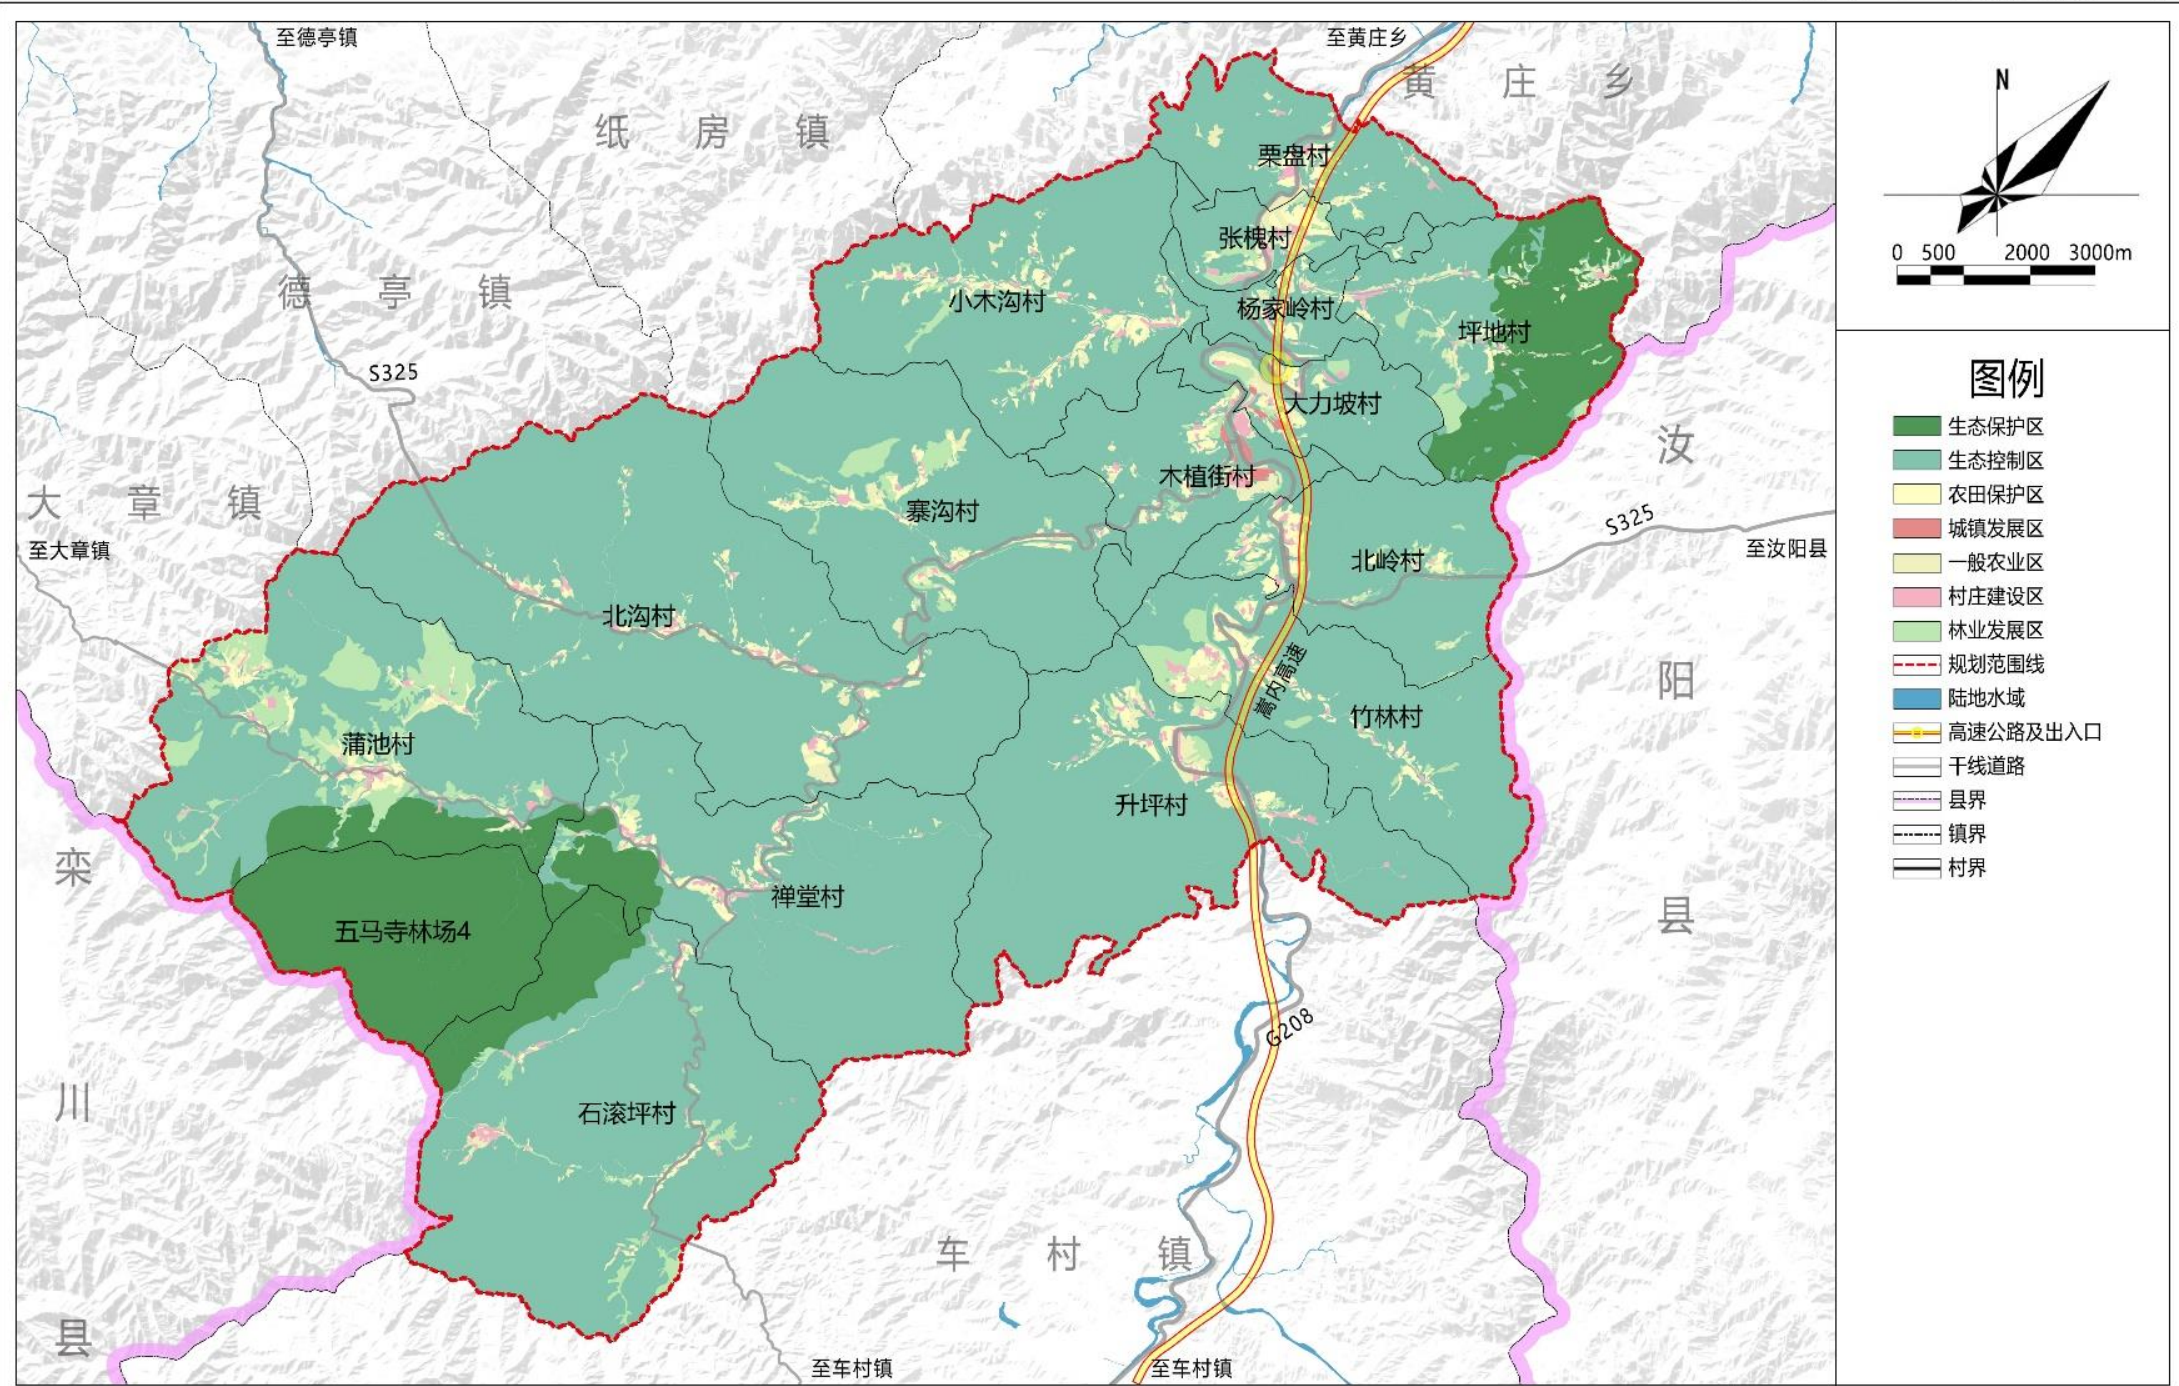 至德亭镇
至黄庄乡
黄庄乡
纸房镇
栗盘村
张槐村
德亭镇
小木沟村
杨家岭村
坪地村
S325
大力坡村
汝阳县
木植街村
大章镇
寨沟村
S325
至大章镇
至汝阳县
北岭村
北沟村
嵩内高速
竹林村
蒲池村
升坪村
栾川县
禅堂村
五马寺林场4
G208
石滚坪村
车村镇
至车村镇
至车村镇
N
0 500 2000 3000m
图例
生态保护区
生态控制区
农田保护区
城镇发展区
一般农业区
村庄建设区
林业发展区
规划范围线
陆地水域
高速公路及出入口
干线道路
县界
镇界
村界